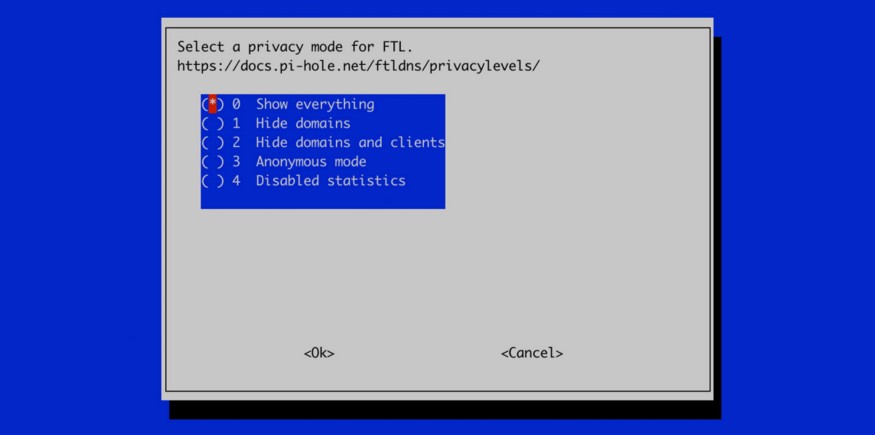 Select a privacy mode for FTL.
https://docs.pi-hole.net/ftldns/privacylevels/
(*) 0 Show everything
( ) 1 Hide domains
( ) 2 Hide domains and clients
( ) 3 Anonymous mode
( ) 4 Disabled statistics
<Ok> <Cancel>